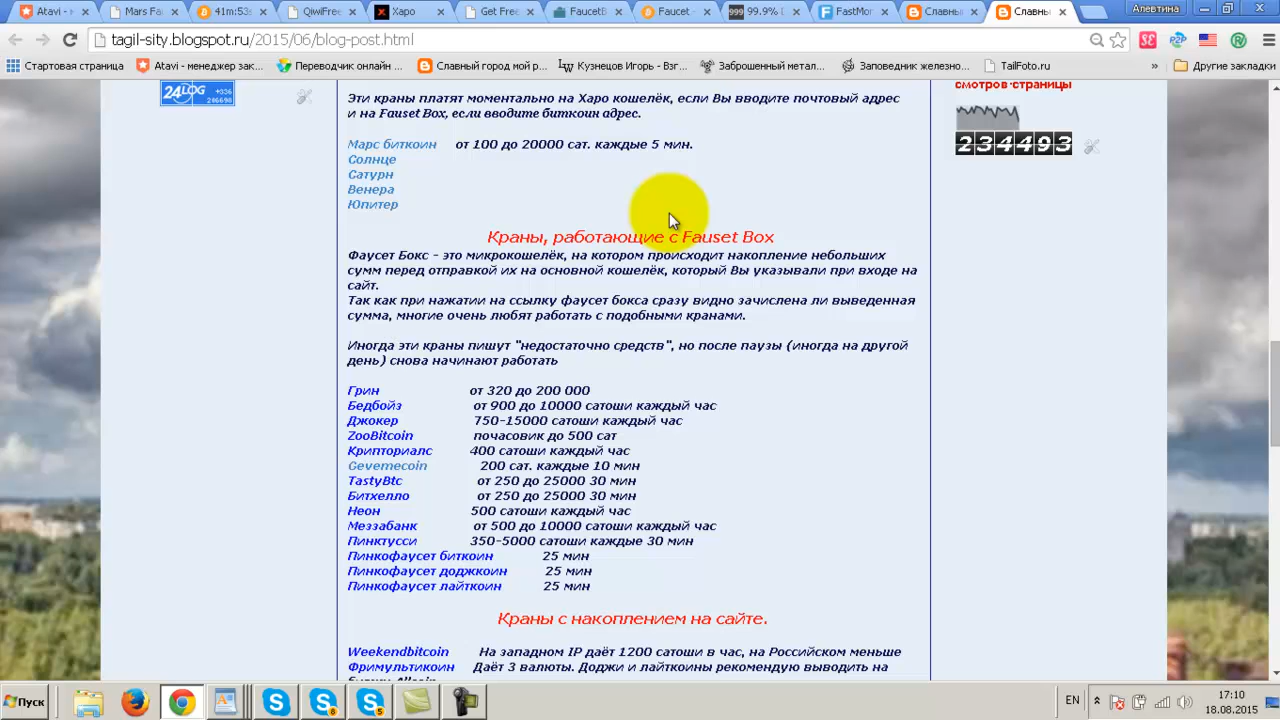 Atavi -
Mars Fa
41m:53s
QiwiFree
Xapo
Get Free
FaucetB
Faucet -
99.9% D
FastMor
Славны
Славны
Алевтина
tagil-sity.blogspot.ru/2015/06/blog-post.html
Стартовая страница
Atavi - менеджер зак...
Переводчик онлайн ...
Славный город мой р...
Кузнецов Игорь - Взг...
Заброшенный матал...
Заповедник железно...
TailFoto.ru
» Другие закладки
24LOG +036
смотров страницы
234493
Эти краны платят моментально на Харо кошелёк, если Вы вводите почтовый адрес
и на Fauset Box, если вводите биткоин адрес.
Марс биткоин от 100 до 20000 сат. каждые 5 мин.
Солнце
Сатурн
Венера
Юпитер
Краны, работающие с Fauset Box
Фаусет Бокс - это микрокошелёк, на котором происходит накопление небольших
сумм перед отправкой их на основной кошелёк, который Вы указывали при входе на
сайт.
Так как при нажатии на ссылку фаусет бокса сразу видно зачислена ли выведенная
сумма, многие очень любят работать с подобными кранами.
Иногда эти краны пишут "недостаточно средств", но после паузы (иногда на другой
день) снова начинают работать
Грин от 320 до 200 000
Бедбойз от 900 до 10000 сатоши каждый час
Джокер 750-15000 сатоши каждый час
ZooBitcoin почасовик до 500 сат
Крипториалс 400 сатоши каждый час
Gevemecoin 200 сат. каждые 10 мин
TastyBtc от 250 до 25000 30 мин
Битхелло от 250 до 25000 30 мин
Неон 500 сатоши каждый час
Меззабанк от 500 до 10000 сатоши каждый час
Пинктусси 350-5000 сатоши каждые 30 мин
Пинкофаусет биткоин 25 мин
Пинкофаусет доджкоин 25 мин
Пинкофаусет лайткоин 25 мин
Краны с накоплением на сайте.
Weekendbitcoin На западном IP даёт 1200 сатоши в час, на Российском меньше
Фримультикоин Даёт 3 валюты. Доджи и лайткоины рекомендую выводить на
Пуск
EN
17:10
18.08.2015